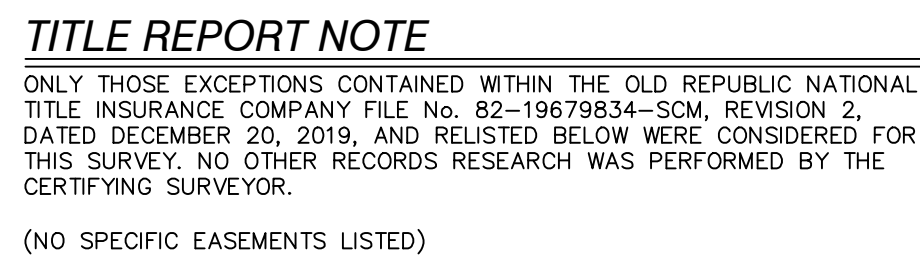 TITLE REPORT NOTE
ONLY THOSE EXCEPTIONS CONTAINED WITHIN THE OLD REPUBLIC NATIONAL
TITLE INSURANCE COMPANY FILE No. 82–19679834–SCM, REVISION 2,
DATED DECEMBER 20, 2019, AND RELISTED BELOW WERE CONSIDERED FOR
THIS SURVEY. NO OTHER RECORDS RESEARCH WAS PERFORMED BY THE
CERTIFYING SURVEYOR.
(NO SPECIFIC EASEMENTS LISTED)